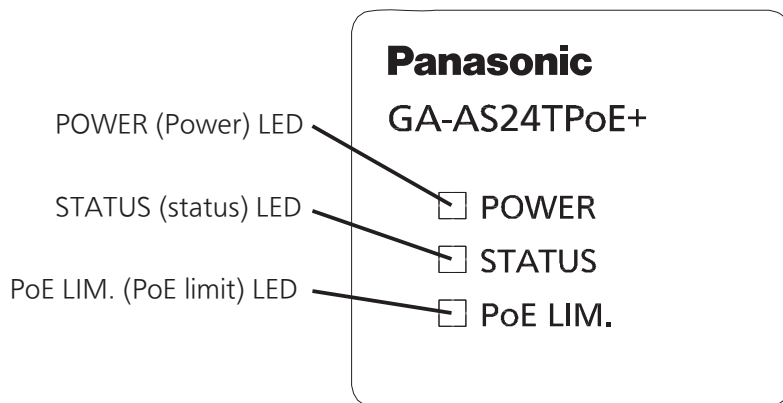 Panasonic
GA-AS24TPoE+
POWER (Power) LED
POWER
STATUS (status) LED
STATUS
PoE LIM. (PoE limit) LED
PoE LIM.